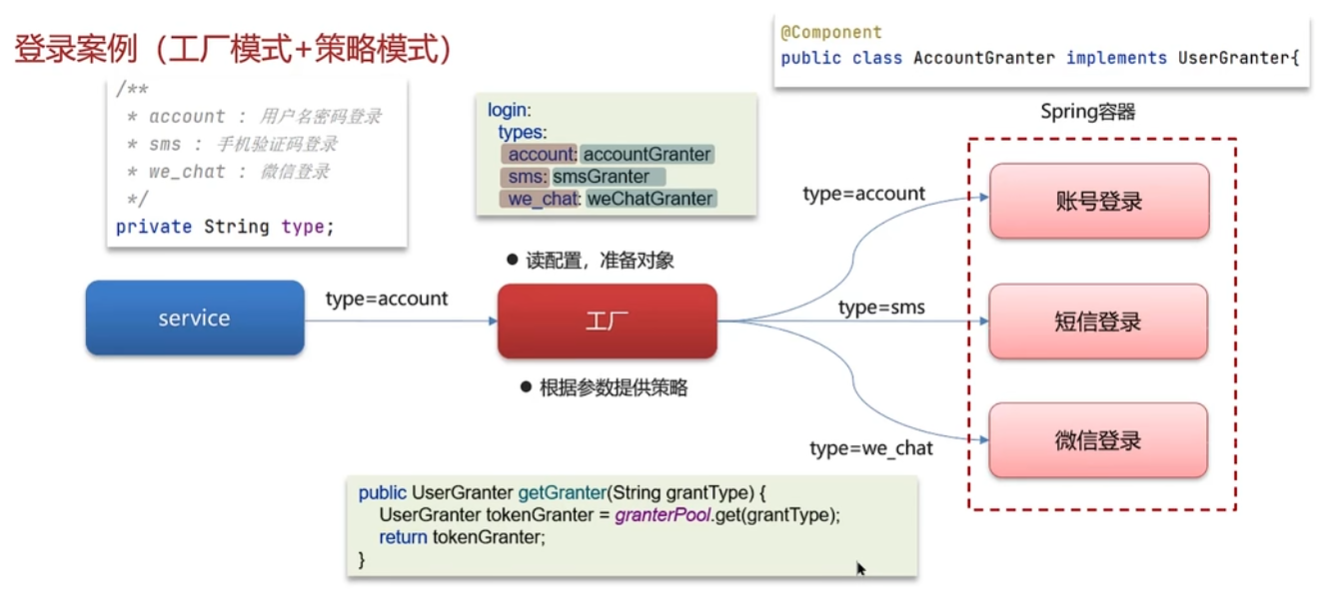 登录案例（工厂模式+策略模式）
@Component
public class AccountGranter implements UserGranter{
/**
* account : 用户名密码登录
* sms : 手机验证码登录
* we_chat : 微信登录
*/
private String type;
login:
types:
account: accountGranter
sms: smsGranter
we_chat: weChatGranter
Spring容器
● 读配置，准备对象
service
type=account
工厂
● 根据参数提供策略
type=account
账号登录
type=sms
短信登录
type=we_chat
微信登录
public UserGranter getGranter(String grantType) {
UserGranter tokenGranter = granterPool.get(grantType);
return tokenGranter;
}